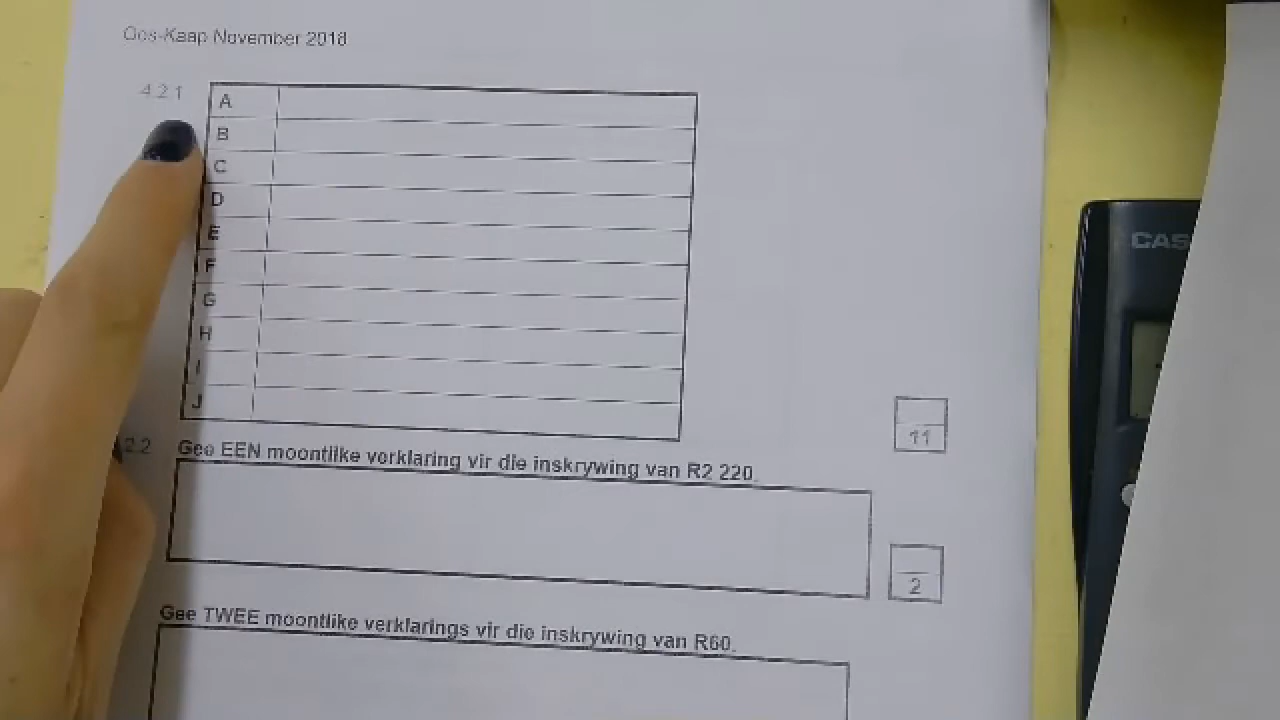 Oos-Kaap November 2018
4.2.1
A
B
C
D
E
F
G
H
I
J
11
2.2 Gee EEN moontlike verklaring vir die inskrywing van R2 220.
2
Gee TWEE moontlike verklarings vir die inskrywing van R60.
CAS